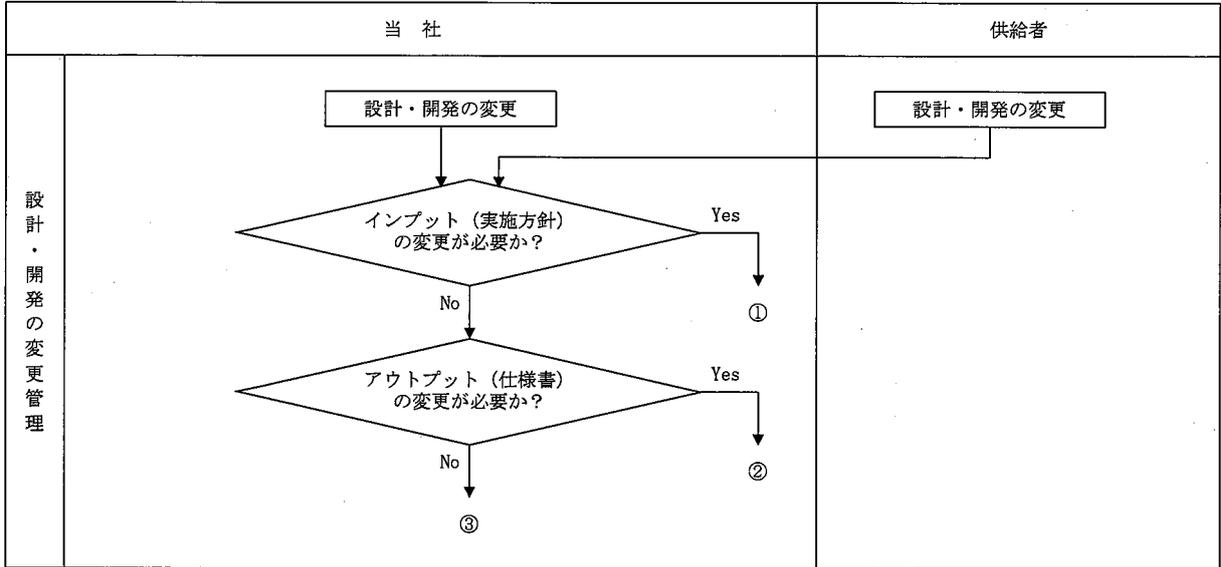 当 社
供給者
設計・開発の変更管理
設計・開発の変更
設計・開発の変更
インプット（実施方針）
の変更が必要か？
Yes
①
No
アウトプット（仕様書）
の変更が必要か？
Yes
②
No
③